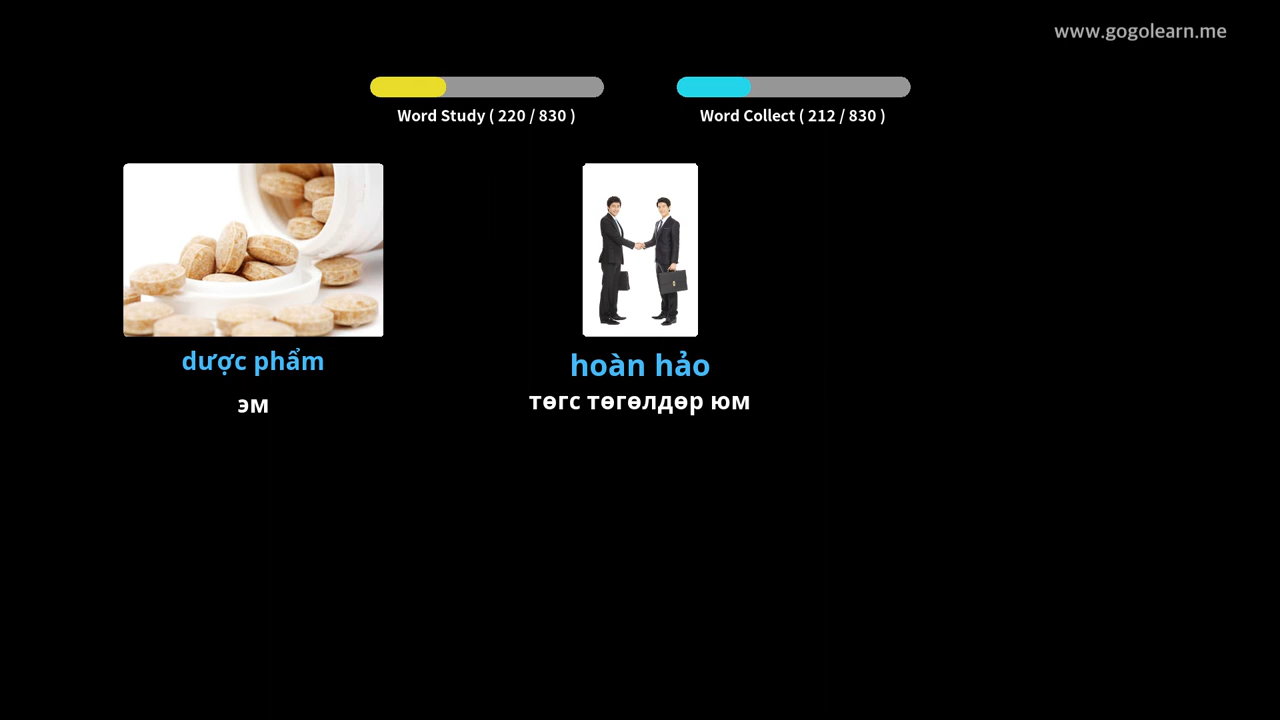 www.gogolearn.me
Word Study ( 220 / 830 )
Word Collect ( 212 / 830 )
dược phẩm
эм
hoàn hảo
төгс төгөлдөр юм